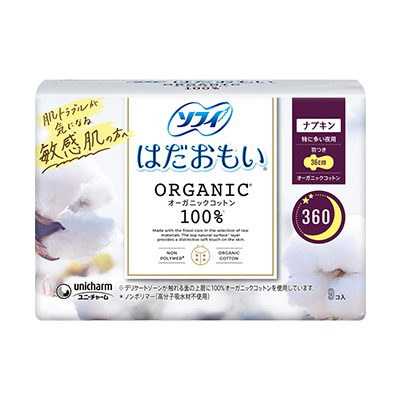 肌トラブルが
気になる
敏感肌の方へ
ソフィ
はだおもい®
ORGANIC
オーガニックコットン
100%
Made with the finest care in the selection of raw
materials. The top natural surface* layer
provides a distinctive soft touch on the skin.
NON
POLYMER*
ORGANIC
COTTON
ナプキン
特に多い夜用
羽つき
36cm
オーガニックコットン
360
unicharm
ユニ・チャーム
※デリケートゾーンが触れる面の上層に100%オーガニックコットンを使用しています
*ノンポリマー(高分子吸水材不使用)
コ入